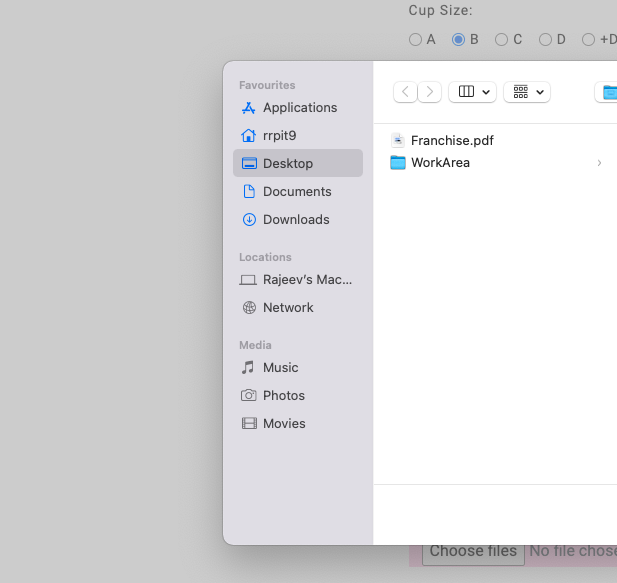 Cup Size:
A B C D +D
Favourites
Applications
rrpit9
Desktop
Documents
Downloads
Locations
Rajeev's Mac...
Network
Media
Music
Photos
Movies
Franchise.pdf
WorkArea
Choose files No file chose